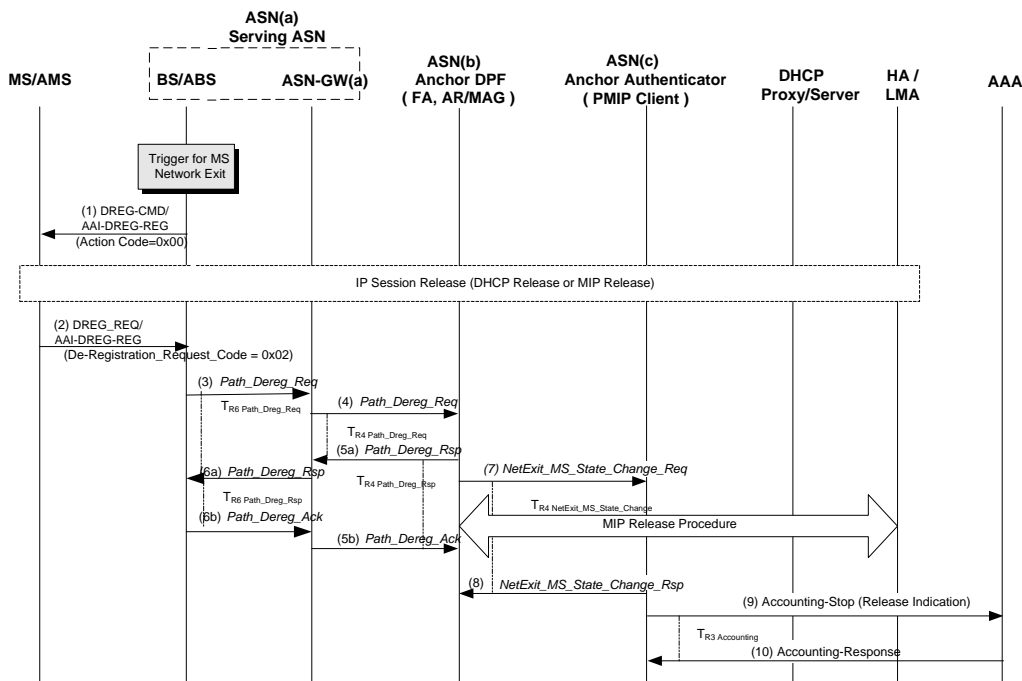 ASN(a)
Serving ASN
MS/AMS
BS/ABS
ASN-GW(a)
ASN(b)
Anchor DPF
( FA, AR/MAG )
ASN(c)
Anchor Authenticator
( PMIP Client )
DHCP
Proxy/Server
HA /
LMA
AAA
Trigger for MS
Network Exit
(1) DREG-CMD/
AAI-DREG-REG
(Action Code=0x00)
IP Session Release (DHCP Release or MIP Release)
(2) DREG_REQ/
AAI-DREG-REG
(De-Registration_Request_Code = 0x02)
(3) Path_Dereg_Req
TR6 Path_Dreg_Req
(4) Path_Dereg_Req
TR4 Path_Dreg_Req
(5a) Path_Dereg_Rsp
(6a) Path_Dereg_Rsp
TR4 Path_Dreg_Rsp
(7) NetExit_MS_State_Change_Req
TR6 Path_Dreg_Rsp
TR4 NetExit_MS_State_Change
(6b) Path_Dereg_Ack
MIP Release Procedure
(5b) Path_Dereg_Ack
(8) NetExit_MS_State_Change_Rsp
(9) Accounting-Stop (Release Indication)
TR3 Accounting
(10) Accounting-Response